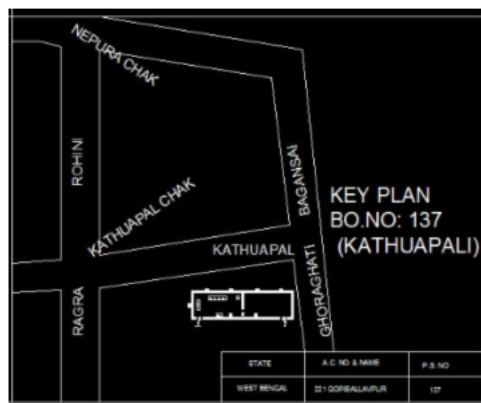 NEPURA CHAK
ROHINI
BAGANSAI
KATHUAPAL CHAK
KEY PLAN
BO.NO: 137
(KATHUAPALI)
KATHUAPAL
GHORAGHATI
RAGRA
STATE A.C. NO. & NAME P.S. NO
WEST BENGAL 221 GOPIBALLAVPUR 137